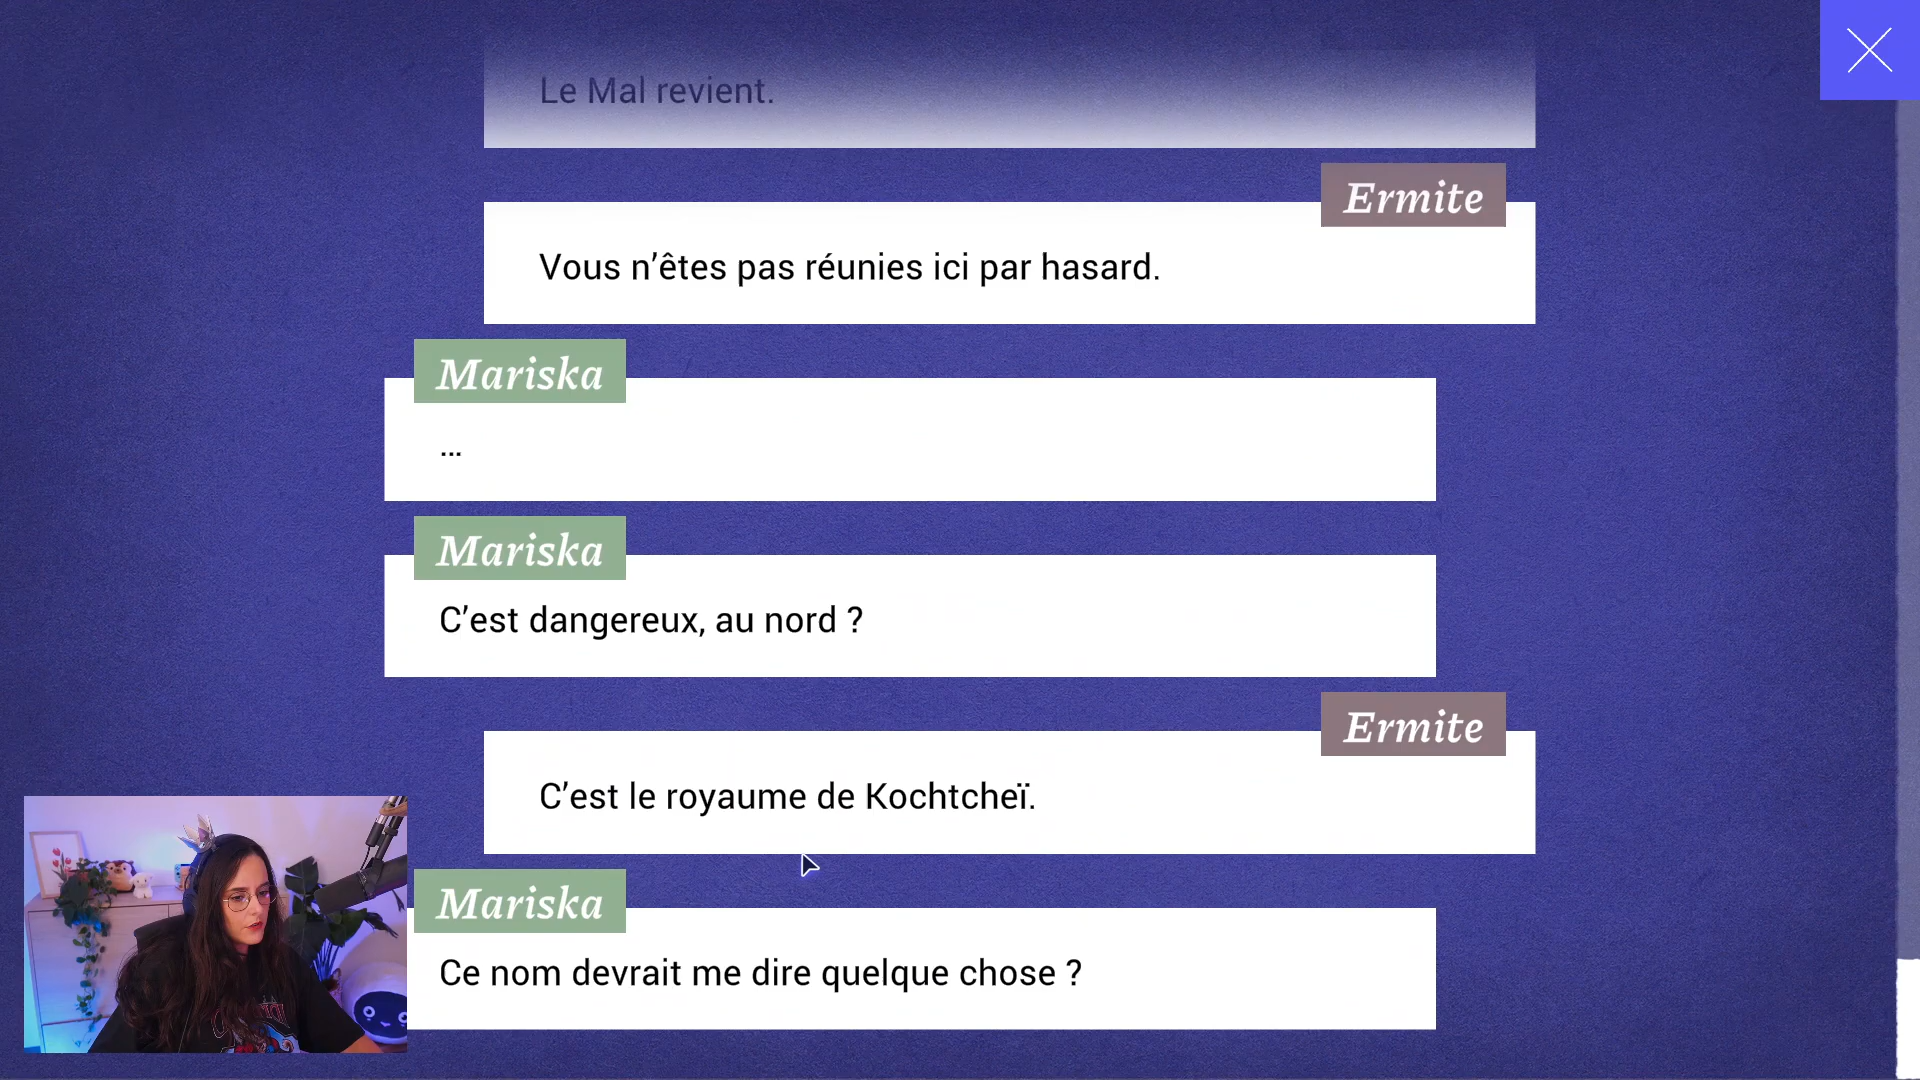 Le Mal revient.
Ermite
Vous n’êtes pas réunies ici par hasard.
Mariska
...
Mariska
C’est dangereux, au nord ?
Ermite
C’est le royaume de Kochtcheï.
Mariska
Ce nom devrait me dire quelque chose ?